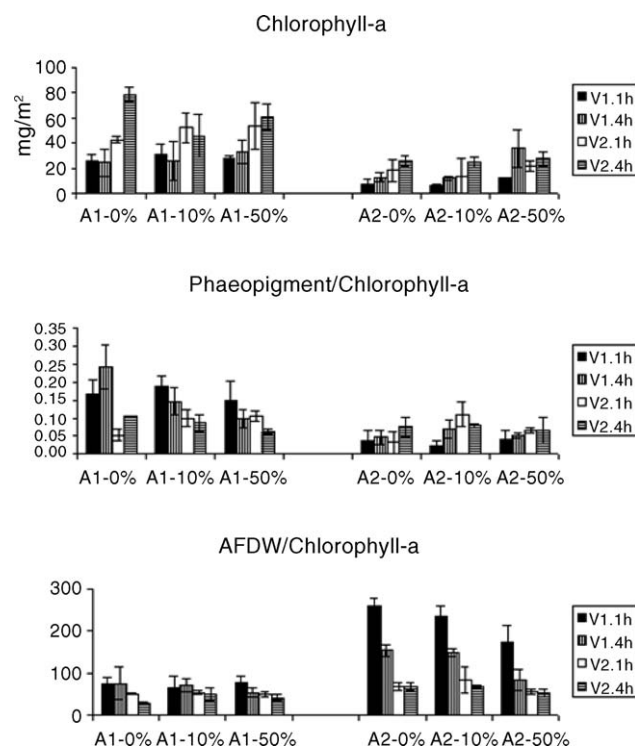 Chlorophyll-a
mg/m²
100
80
60
40
20
0
A1-0% A1-10% A1-50% A2-0% A2-10% A2-50%
V1.1h
V1.4h
V2.1h
V2.4h
Phaeopigment/Chlorophyll-a
0.35
0.30
0.25
0.20
0.15
0.10
0.05
0.00
A1-0% A1-10% A1-50% A2-0% A2-10% A2-50%
V1.1h
V1.4h
V2.1h
V2.4h
AFDW/Chlorophyll-a
300
200
100
0
A1-0% A1-10% A1-50% A2-0% A2-10% A2-50%
V1.1h
V1.4h
V2.1h
V2.4h